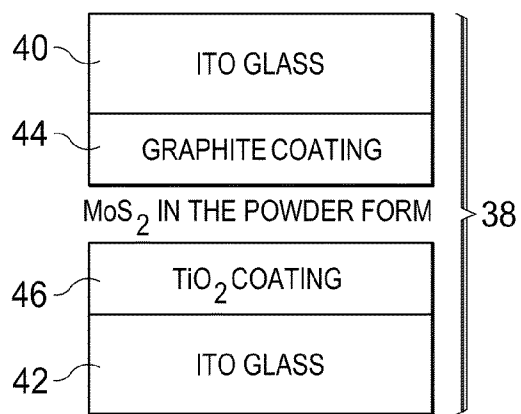 40
ITO GLASS
44
GRAPHITE COATING
MoS₂ IN THE POWDER FORM
38
46
TiO₂ COATING
42
ITO GLASS